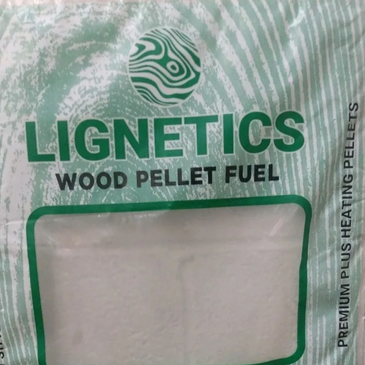 LIGNETICS
WOOD PELLET FUEL
PREMIUM PLUS HEATING PELLETS